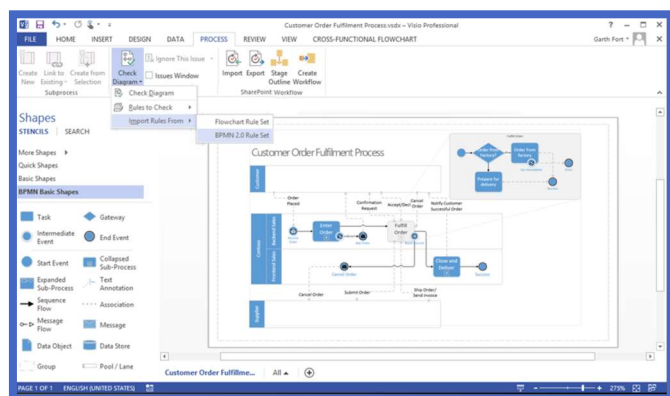 Customer Order Fulfilment Process.vsdx – Visio Professional
FILE HOME INSERT DESIGN DATA PROCESS REVIEW VIEW CROSS-FUNCTIONAL FLOWCHART
Garth Fort
Create New
Link to Existing
Create from Selection
Subprocess
Check Diagram
Ignore This Issue
Issues Window
Import
Export
Stage Outline
Create Workflow
SharePoint Workflow
Check Diagram
Rules to Check
Import Rules From
Flowchart Rule Set
BPMN 2.0 Rule Set
Shapes
STENCILS | SEARCH
More Shapes
Quick Shapes
Basic Shapes
BPMN Basic Shapes
Task
Gateway
Intermediate Event
End Event
Start Event
Collapsed Sub-Process
Expanded Sub-Process
Text Annotation
Sequence Flow
Association
Message Flow
Message
Data Object
Data Store
Group
Pool / Lane
Customer Order Fulfilment Process
Customer
Order Placed
Confirmation Request
Cancel Order
Notify Customer
Successful Order
Contoso
Backend Sales
Frontend Sales
Enter Order
Fulfill Order
Close and Deliver
Cancel Order
Success
Cancel Order
Submit Order
Ship Order/
Send invoice
Supplier
Order from factory?
Order from factory
Prepare for delivery
Customer Order Fulfillme...
All
PAGE 1 OF 1 ENGLISH (UNITED STATES)
275%